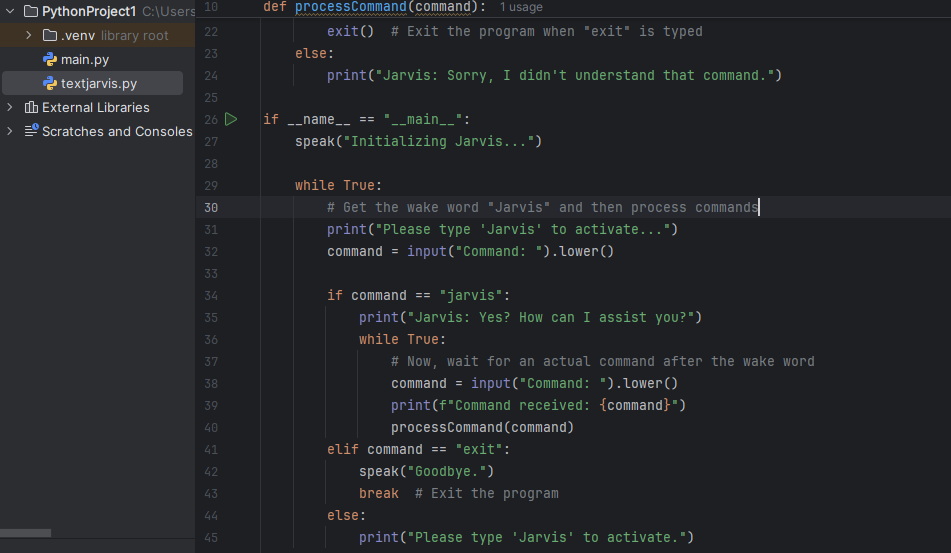 PythonProject1 C:\Users
.venv library root
main.py
textjarvis.py
External Libraries
Scratches and Consoles
10 def processCommand(command): 1 usage
22 exit() # Exit the program when "exit" is typed
23 else:
24 print("Jarvis: Sorry, I didn't understand that command.")
25
26 if __name__ == "__main__":
27 speak("Initializing Jarvis...")
28
29 while True:
30 # Get the wake word "Jarvis" and then process commands
31 print("Please type 'Jarvis' to activate...")
32 command = input("Command: ").lower()
33
34 if command == "jarvis":
35 print("Jarvis: Yes? How can I assist you?")
36 while True:
37 # Now, wait for an actual command after the wake word
38 command = input("Command: ").lower()
39 print(f"Command received: {command}")
40 processCommand(command)
41 elif command == "exit":
42 speak("Goodbye.")
43 break # Exit the program
44 else:
45 print("Please type 'Jarvis' to activate.")